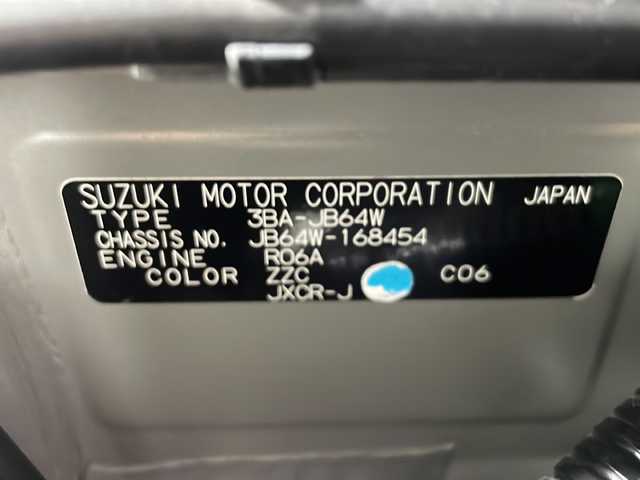 SUZUKI MOTOR CORPORATION JAPAN
TYPE 3BA-JB64W
CHASSIS NO. JB64W-168454
ENGINE R06A
COLOR ZZC C06
JXCR-J